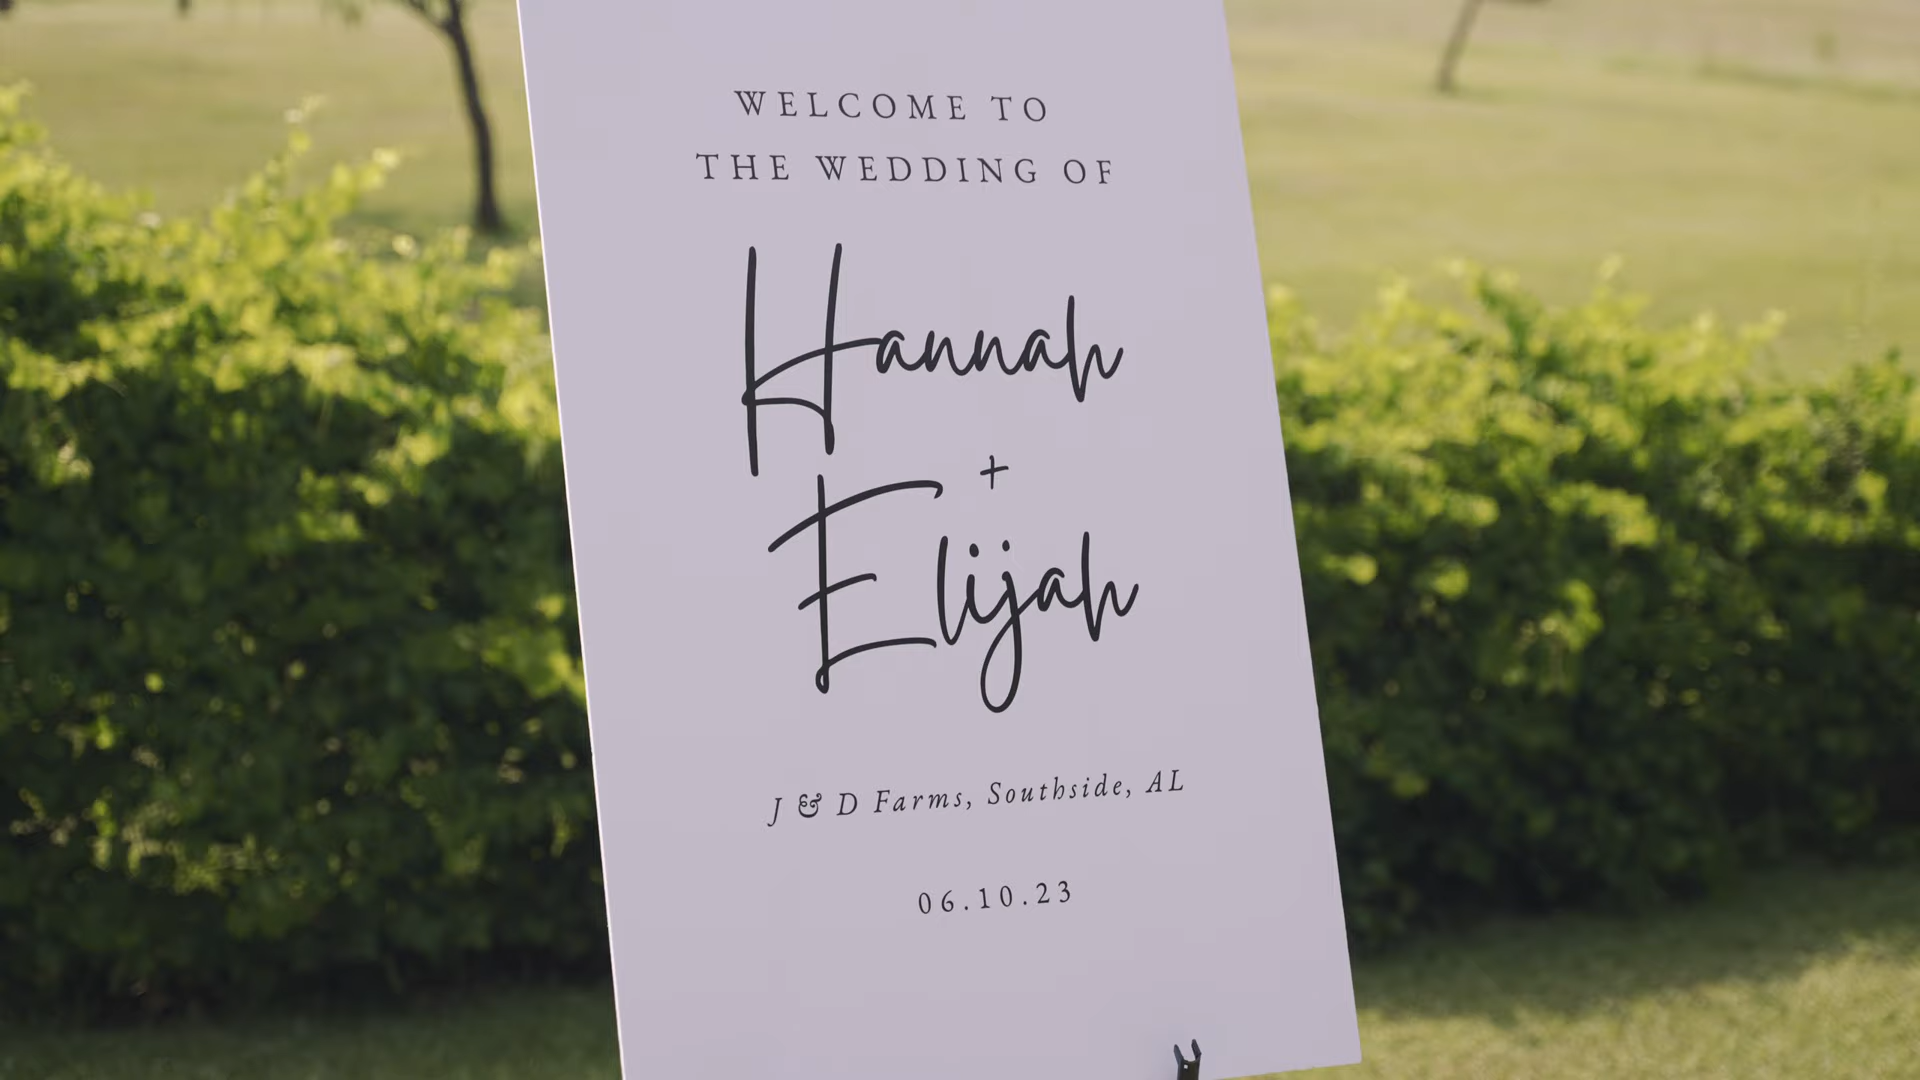 WELCOME TO
THE WEDDING OF
Hannah
+
Elijah
J & D Farms, Southside, AL
06.10.23